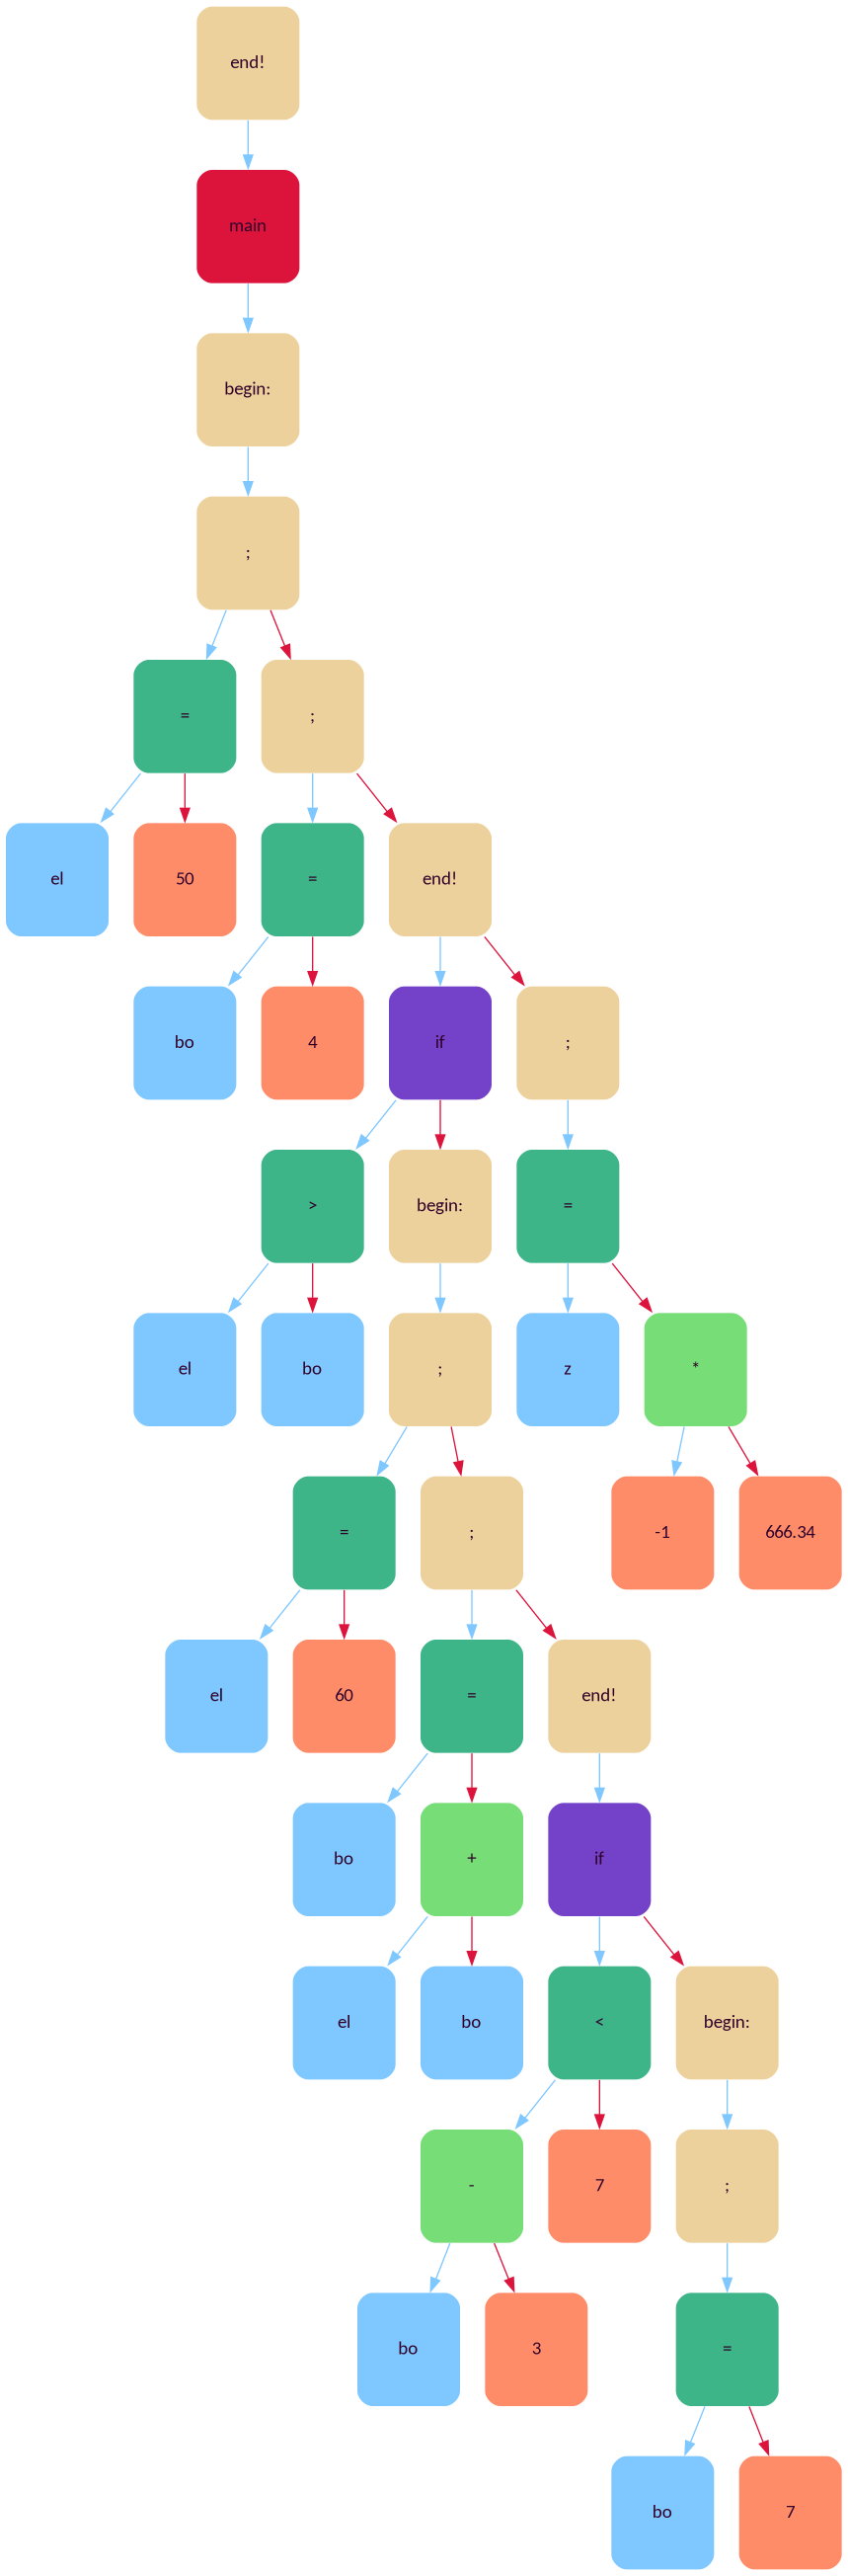 end!
main
begin:
;
= ;
el 50 = end!
bo 4 if ;
> begin: =
el bo ; z *
= ; -1 666.34
el 60 = end!
bo + if
el bo < begin:
- 7 ;
bo 3 =
bo 7